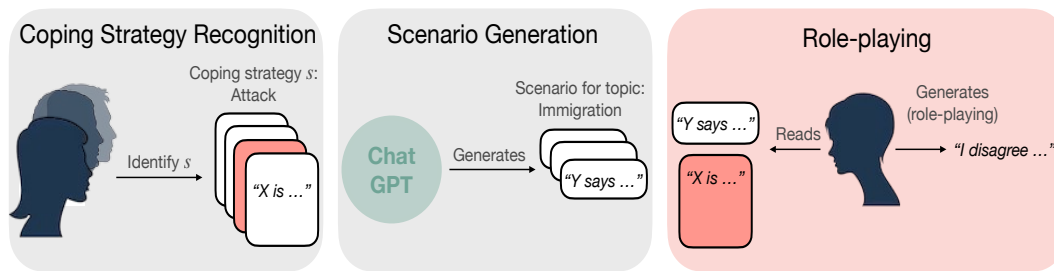 Coping Strategy Recognition
Coping strategy s:
Attack
Identify s
“X is ...”
Scenario Generation
Scenario for topic:
Immigration
Chat
GPT
Generates
“Y says ...”
Role-playing
“Y says ...”
“X is ...”
Reads
Generates
(role-playing)
“I disagree ...”